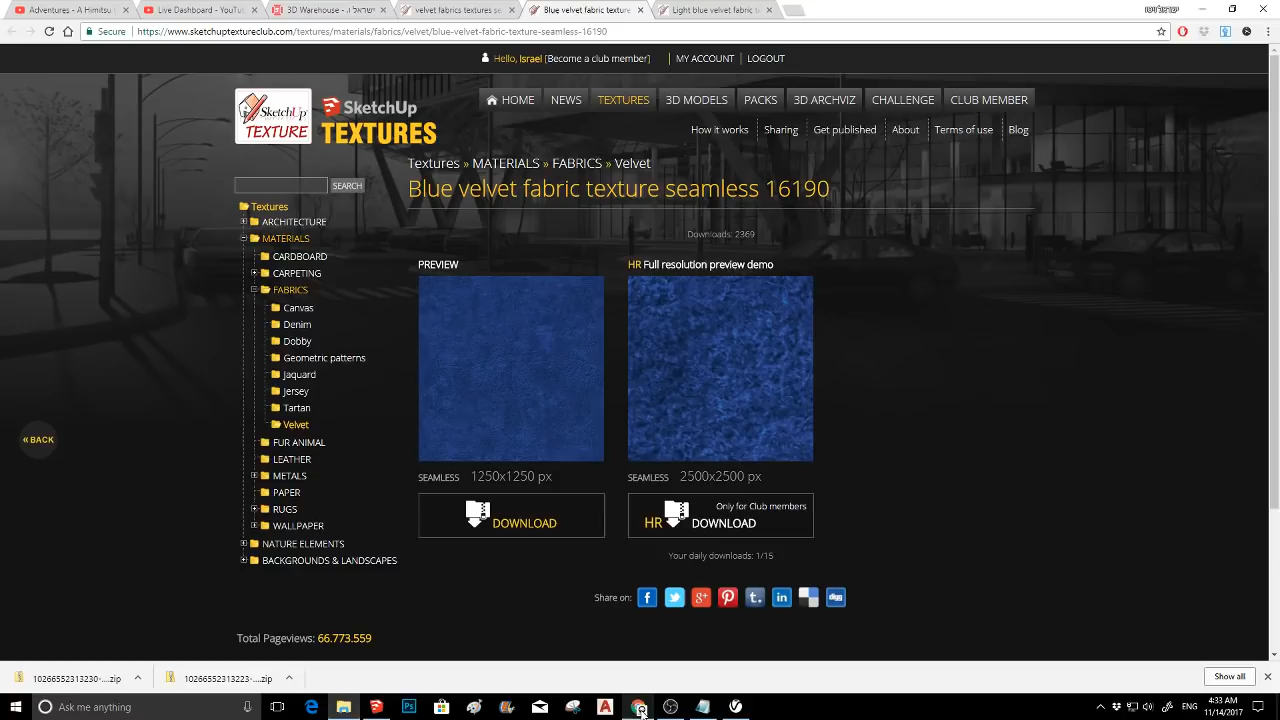 Adventures - A Himitsu
Live Dashboard - YouTu
3D Warehouse - ו
velvet fabrics textures se
Blue velvet fabric texture
Light blue velvet fabric te
Secure
https://www.sketchuptextureclub.com/textures/materials/fabrics/velvet/blue-velvet-fabric-texture-seamless-16190
Hello, Israel [Become a club member]
MY ACCOUNT
LOGOUT
SketchUp
TEXTURE
SketchUp
TEXTURES
HOME
NEWS
TEXTURES
3D MODELS
PACKS
3D ARCHVIZ
CHALLENGE
CLUB MEMBER
How it works
Sharing
Get published
About
Terms of use
Blog
Textures » MATERIALS » FABRICS » Velvet
Blue velvet fabric texture seamless 16190
SEARCH
Textures
ARCHITECTURE
MATERIALS
CARDBOARD
CARPETING
FABRICS
Canvas
Denim
Dobby
Geometric patterns
Jaquard
Jersey
Tartan
Velvet
FUR ANIMAL
LEATHER
METALS
PAPER
RUGS
WALLPAPER
NATURE ELEMENTS
BACKGROUNDS & LANDSCAPES
Downloads: 2369
PREVIEW
HR Full resolution preview demo
SEAMLESS 1250x1250 px
SEAMLESS 2500x2500 px
DOWNLOAD
Only for Club members
HR DOWNLOAD
Your daily downloads: 1/15
« BACK
Share on:
digg
Total Pageviews: 66.773.559
10266552313230-....zip
10266552313223-....zip
Show all
Ask me anything
ENG
4:33 AM
11/14/2017